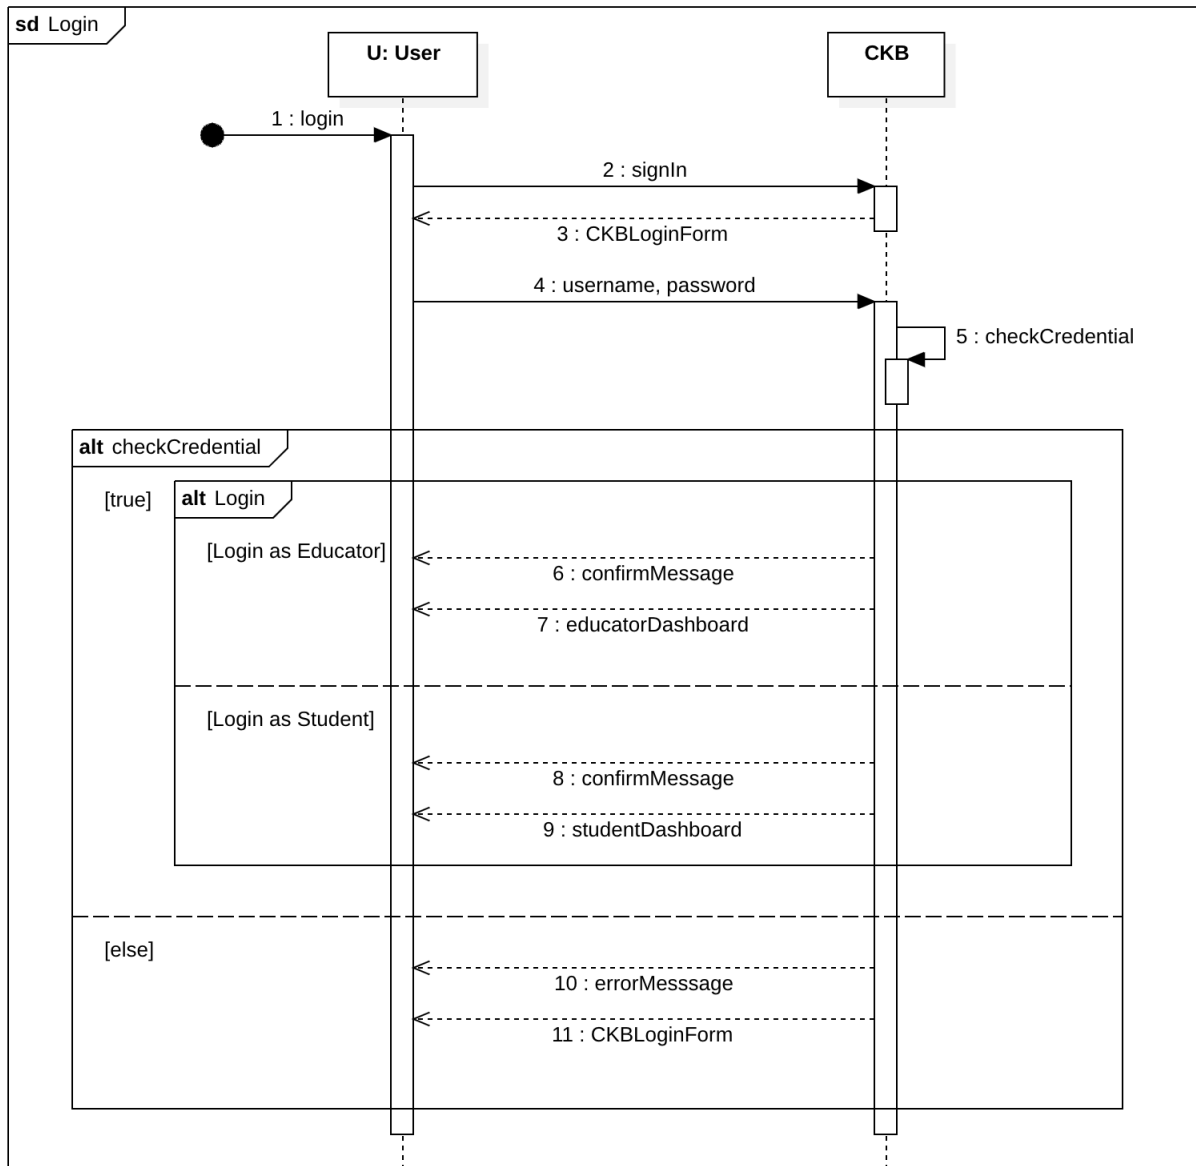 sd Login
U: User
CKB
1 : login
2 : signIn
3 : CKBLoginForm
4 : username, password
5 : checkCredential
alt checkCredential
[true]
alt Login
[Login as Educator]
6 : confirmMessage
7 : educatorDashboard
[Login as Student]
8 : confirmMessage
9 : studentDashboard
[else]
10 : errorMesssage
11 : CKBLoginForm